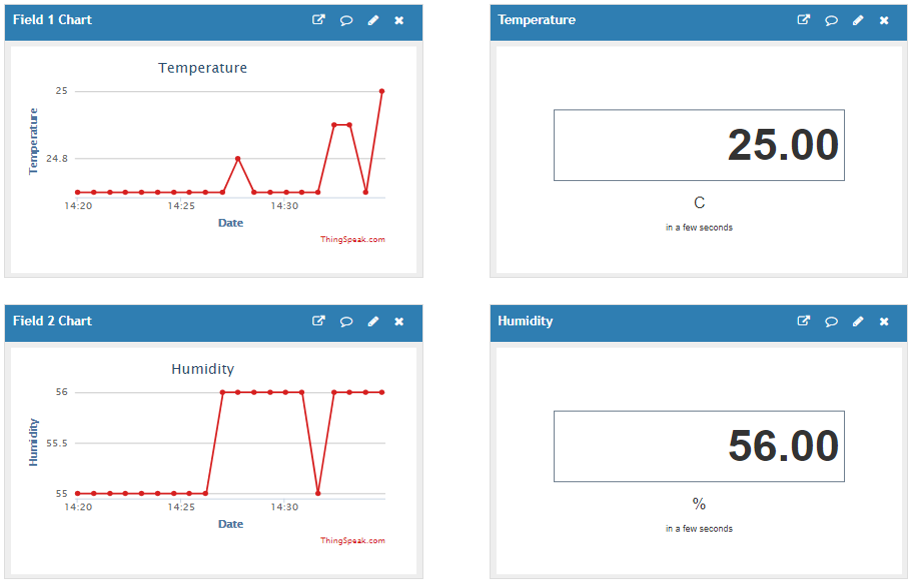 Field 1 Chart
Temperature
25
24.8
Temperature
14:20 14:25 14:30
Date
ThingSpeak.com
Temperature
25.00
C
in a few seconds
Field 2 Chart
Humidity
56
55.5
55
Humidity
14:20 14:25 14:30
Date
ThingSpeak.com
Humidity
56.00
%
in a few seconds